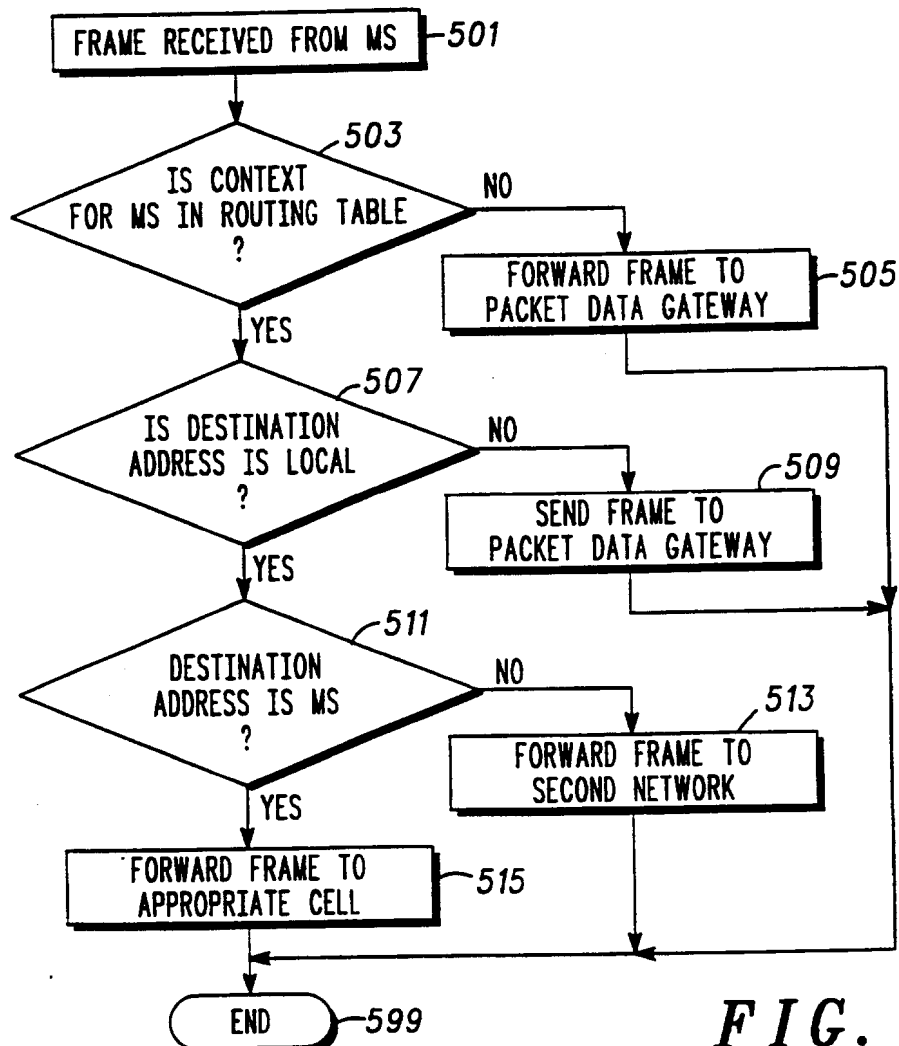 FRAME RECEIVED FROM MS
501
503
IS CONTEXT
FOR MS IN ROUTING TABLE
?
NO
FORWARD FRAME TO
PACKET DATA GATEWAY
505
YES
507
IS DESTINATION
ADDRESS IS LOCAL
?
NO
509
SEND FRAME TO
PACKET DATA GATEWAY
YES
511
DESTINATION
ADDRESS IS MS
?
NO
513
FORWARD FRAME TO
SECOND NETWORK
YES
FORWARD FRAME TO
APPROPRIATE CELL
515
END
599
FIG.